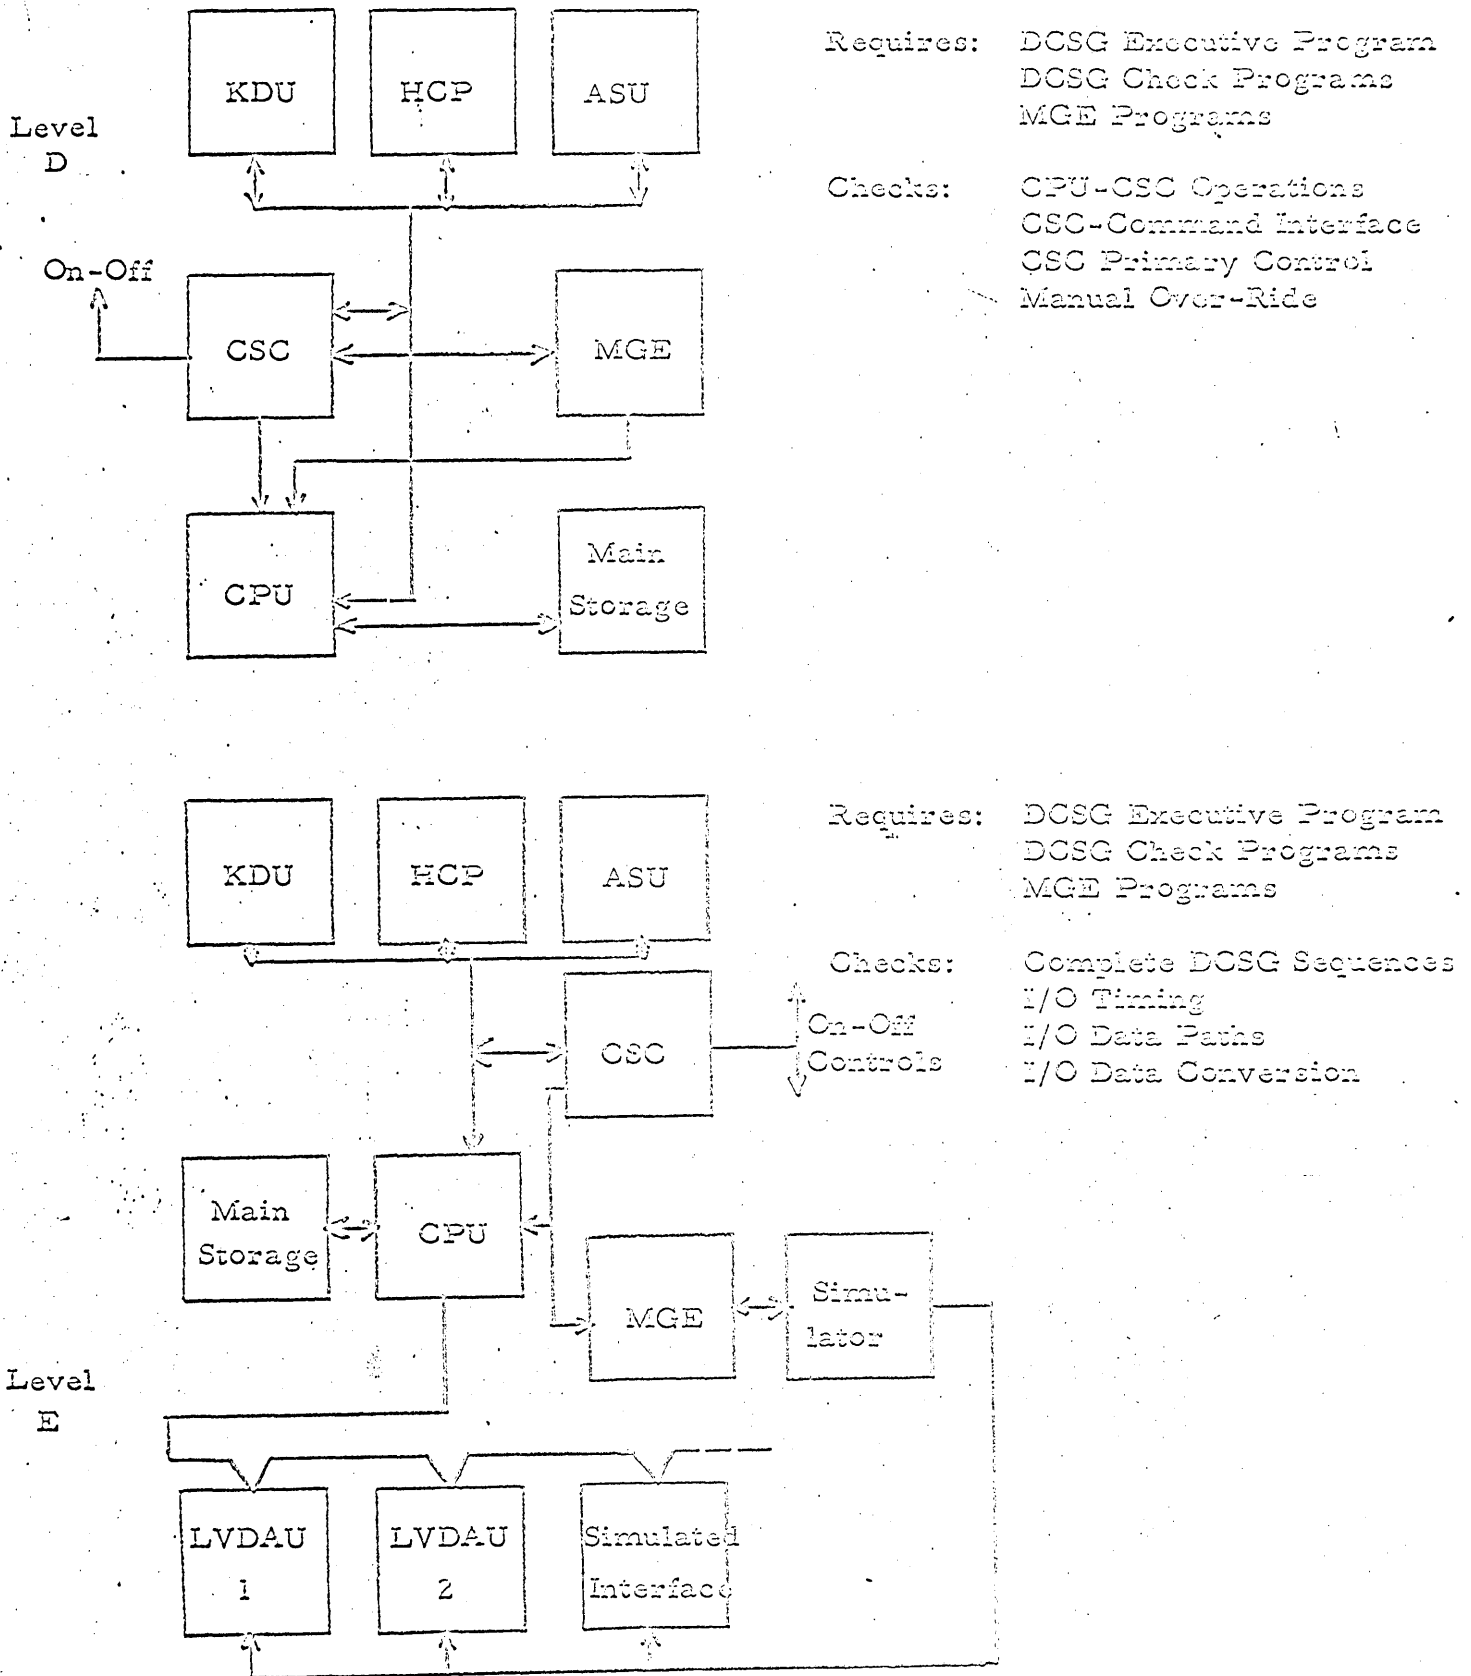 KDU HCP ASU
Requires: DCSG Executive Program
DCSG Check Programs
MGE Programs
Level
D
Checks: CPU-CSC Operations
CSC-Command Interface
CSC Primary Control
Manual Over-Ride
On-Off
CSC MGE
CPU
Main
Storage
KDU HCP ASU
Requires: DCSG Executive Program
DCSG Check Programs
MGE Programs
Checks: Complete DCSG Sequences
I/O Timing
I/O Data Paths
I/O Data Conversion
CSC
On-Off
Controls
Main
Storage
CPU
MGE
Simu-
lator
Level
E
LVDAU
1
LVDAU
2
Simulated
Interface